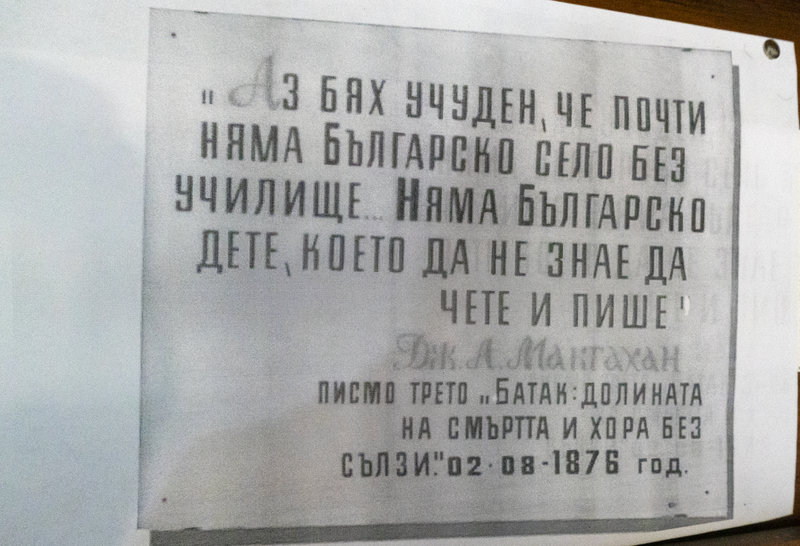 „Аз бях учуден, че почти
няма Българско село без
училище... Няма Българско
дете, което да не знае да
чете и пише"
Дж. А. Макгахан
писмо трето „Батак: долината
на смъртта и хора без
сълзи." 02·08-1876 год.